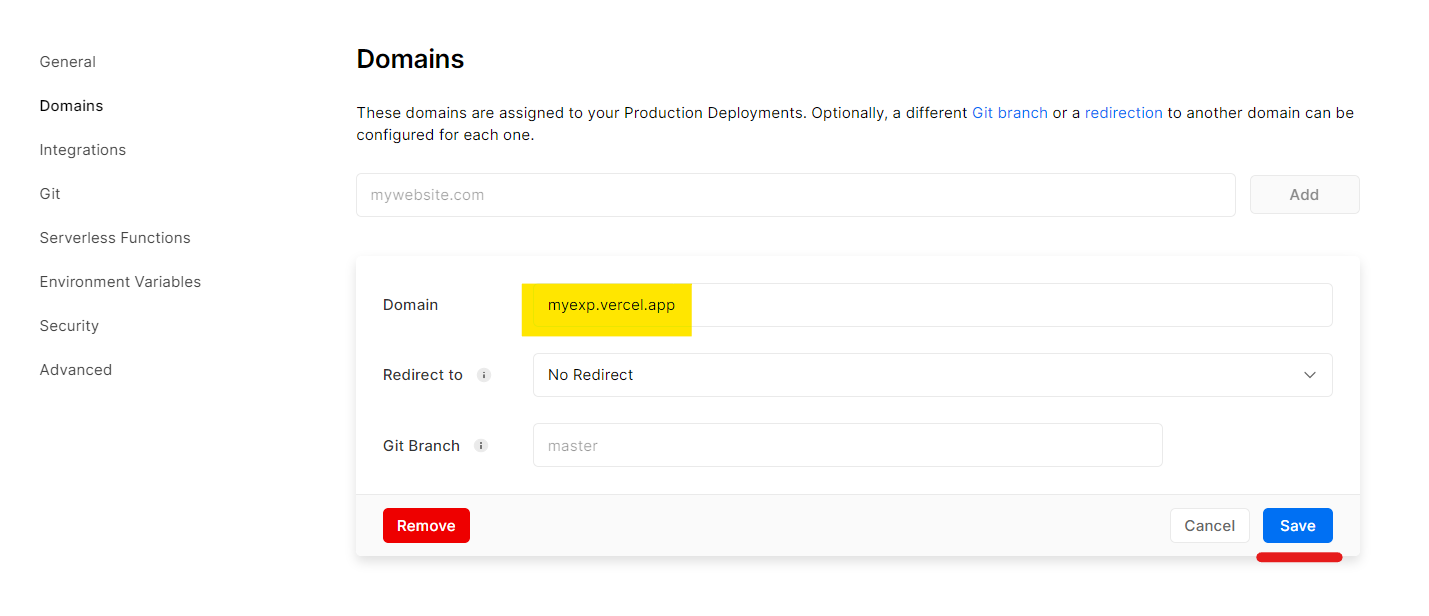 General
Domains
Integrations
Git
Serverless Functions
Environment Variables
Security
Advanced
Domains
These domains are assigned to your Production Deployments. Optionally, a different Git branch or a redirection to another domain can be
configured for each one.
mywebsite.com
Add
Domain
myexp.vercel.app
Redirect to
No Redirect
Git Branch
master
Remove
Cancel
Save